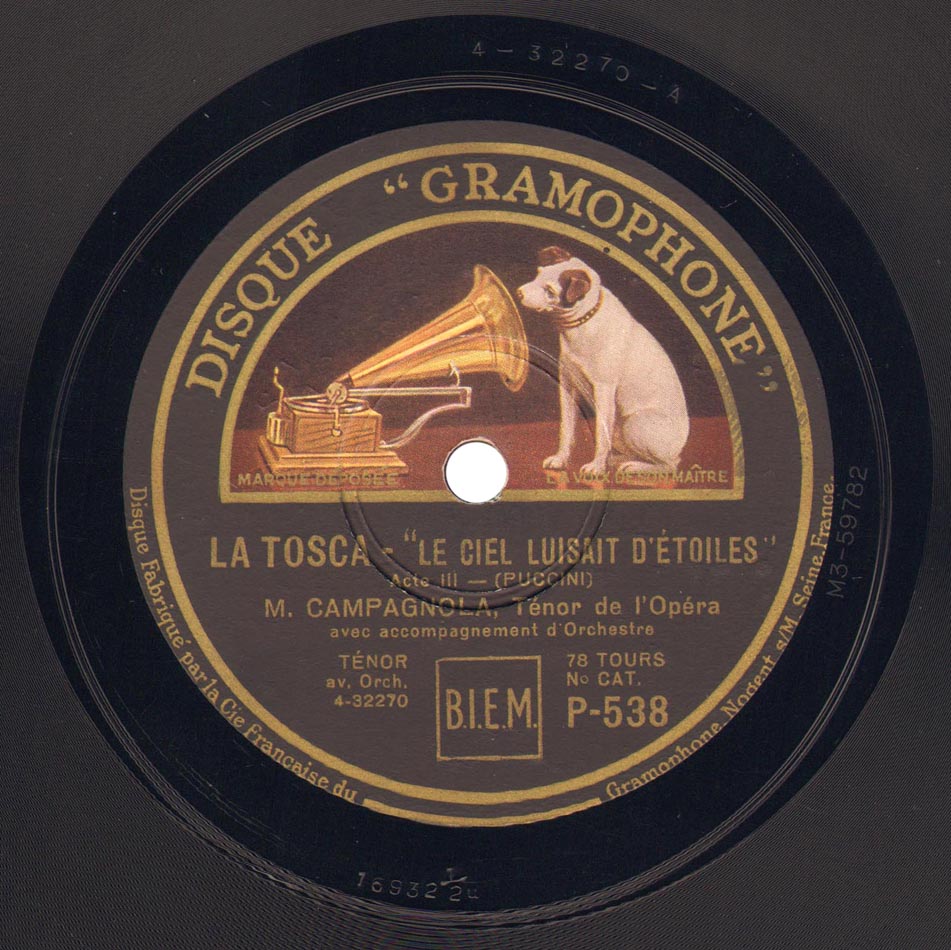 4-32270-A
DISQUE "GRAMOPHONE"
MARQUE DÉPOSÉE
LA VOIX DE SON MAÎTRE
LA TOSCA - "LE CIEL LUISAIT D'ÉTOILES"
Acte III - (PUCCINI)
M. CAMPAGNOLA, Ténor de l'Opéra
avec accompagnement d'Orchestre
TÉNOR
av, Orch,
4-32270
B.I.E.M.
78 TOURS
No CAT.
P-538
Disque Fabriqué par la Cie française du Gramophone, Nogent s/M. Seine, France.
M3-59782
16932